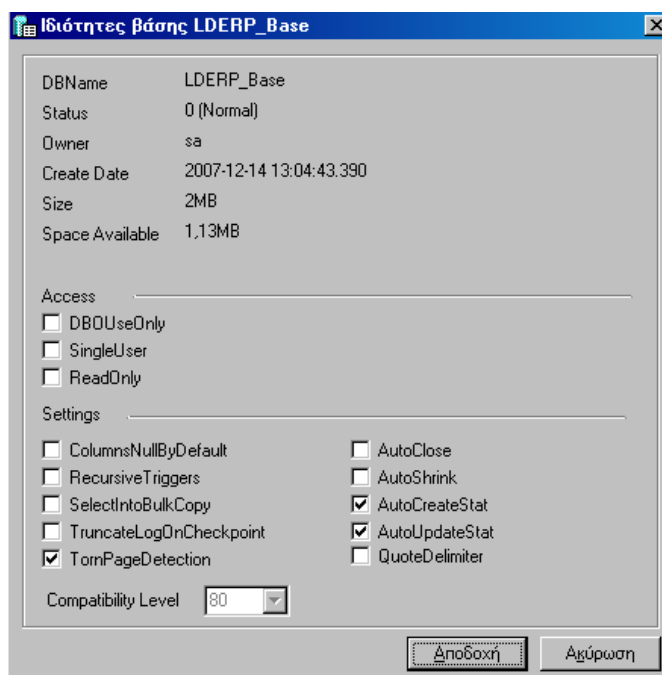 Ιδιότητες βάσης LDERP_Base
DBName LDERP_Base
Status 0 (Normal)
Owner sa
Create Date 2007-12-14 13:04:43.390
Size 2MB
Space Available 1,13MB
Access
DBOUseOnly
SingleUser
ReadOnly
Settings
ColumnsNullByDefault AutoClose
RecursiveTriggers AutoShrink
SelectIntoBulkCopy AutoCreateStat
TruncateLogOnCheckpoint AutoUpdateStat
TornPageDetection QuoteDelimiter
Compatibility Level 80
Αποδοχή Ακύρωση